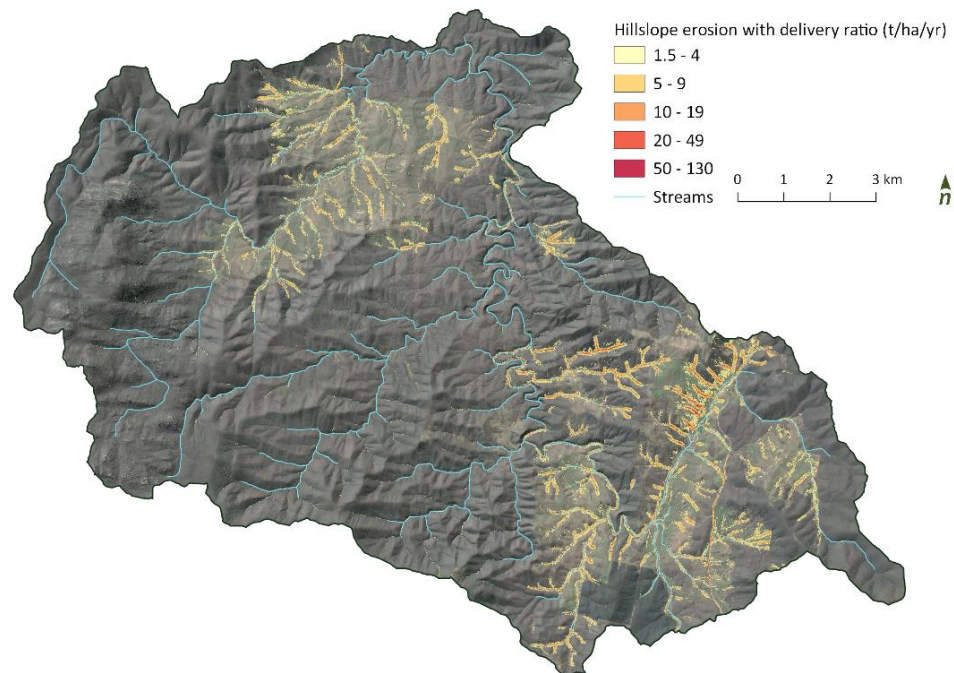 Hillslope erosion with delivery ratio (t/ha/yr)
1.5 - 4
5 - 9
10 - 19
20 - 49
50 - 130
Streams
0 1 2 3 km
n